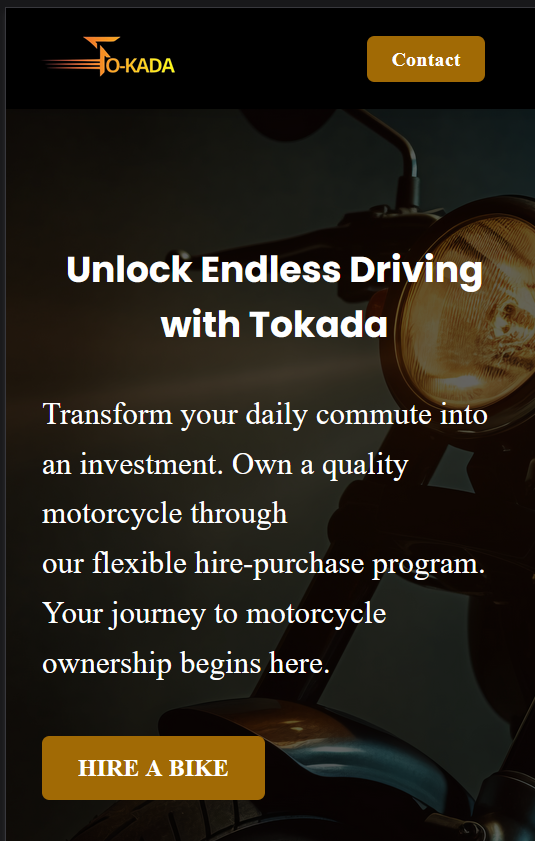 TO-KADA
Contact
Unlock Endless Driving
with Tokada
Transform your daily commute into
an investment. Own a quality
motorcycle through
our flexible hire-purchase program.
Your journey to motorcycle
ownership begins here.
HIRE A BIKE